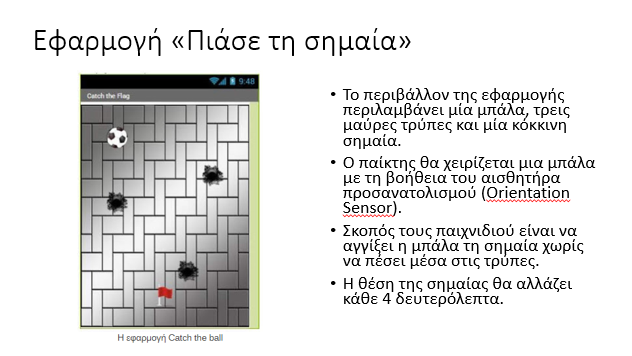 Εφαρμογή «Πιάσε τη σημαία»
9:48
Catch the Flag
Η εφαρμογή Catch the ball
• Το περιβάλλον της εφαρμογής
περιλαμβάνει μία μπάλα, τρεις
μαύρες τρύπες και μία κόκκινη
σημαία.
• Ο παίκτης θα χειρίζεται μια μπάλα
με τη βοήθεια του αισθητήρα
προσανατολισμού (Orientation
Sensor).
• Σκοπός τους παιχνιδιού είναι να
αγγίξει η μπάλα τη σημαία χωρίς
να πέσει μέσα στις τρύπες.
• Η θέση της σημαίας θα αλλάζει
κάθε 4 δευτερόλεπτα.